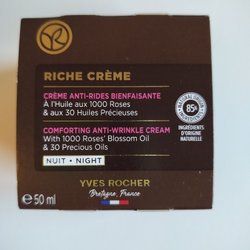 YR
RICHE CRÈME
CRÈME ANTI-RIDES BIENFAISANTE
À l'Huile aux 1000 Roses
& aux 30 Huiles Précieuses
COMFORTING ANTI-WRINKLE CREAM
With 1000 Roses' Blossom Oil
& 30 Precious Oils
NUIT • NIGHT
85%
INGRÉDIENTS
D'ORIGINE
NATURELLE
YVES ROCHER
Bretagne, France
℮ 50 ml